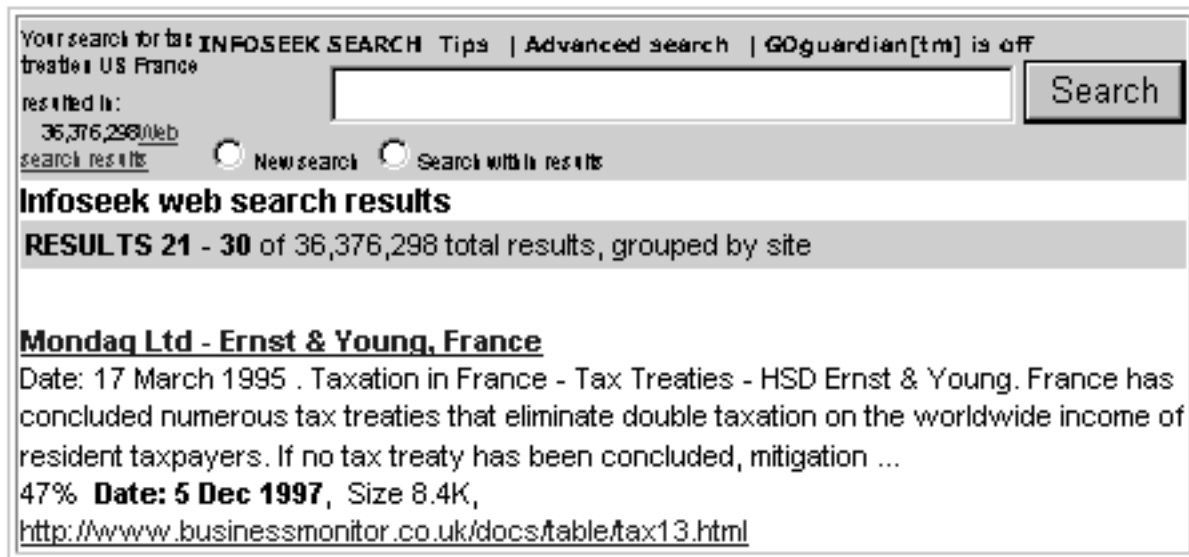 Your search for tax treaties US France resulted in:
36,376,298 Web search results
INFOSEEK SEARCH Tips | Advanced search | GOguardian[tm] is off
Search
New search Search within results
Infoseek web search results
RESULTS 21 - 30 of 36,376,298 total results, grouped by site
Mondaq Ltd - Ernst & Young, France
Date: 17 March 1995 . Taxation in France - Tax Treaties - HSD Ernst & Young. France has
concluded numerous tax treaties that eliminate double taxation on the worldwide income of
resident taxpayers. If no tax treaty has been concluded, mitigation ...
47% Date: 5 Dec 1997, Size 8.4K,
http://www.businessmonitor.co.uk/docs/table/tax13.html